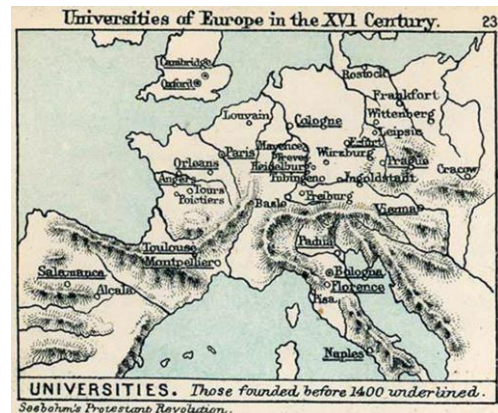 Universities of Europe in the XVI Century.
23
Cambridge
Oxford
Rostock
Frankfort
Wittenberg
Leipsic
Louvain
Cologne
Erfurt
Mayence
Treves
Heidelburg
Wurzburg
Prague
Cracow
Paris
Orleans
Tubingen
Ingoldstadt
Angers
Tours
Poictiers
Basle
Freiburg
Vienna
Toulouse
Montpellier
Padua
Salamanca
Bologna
Alcala
Florence
Pisa
Naples
UNIVERSITIES. Those founded before 1400 underlined.
Seebohm's Protestant Revolution.